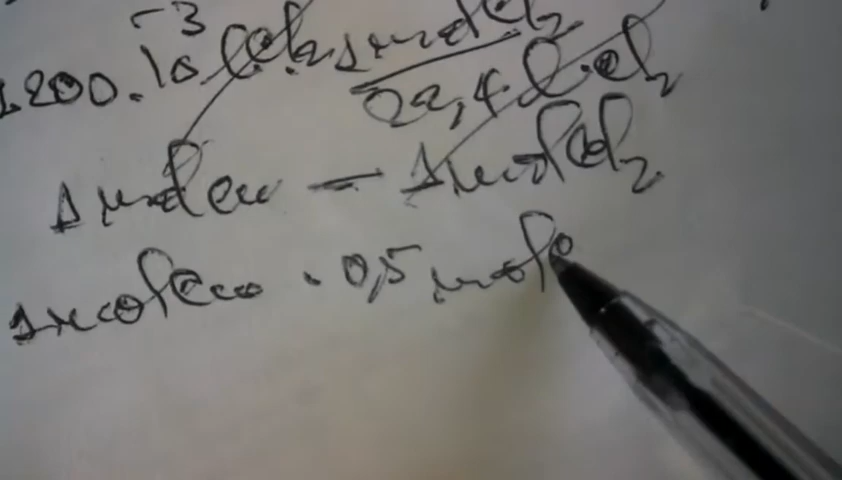 1200.10⁻³ l Cl₂ 1 mol Cl₂
22,4 l Cl₂
1 mol Cu — 1 mol Cl₂
1 mol Cu . 0,5 mol